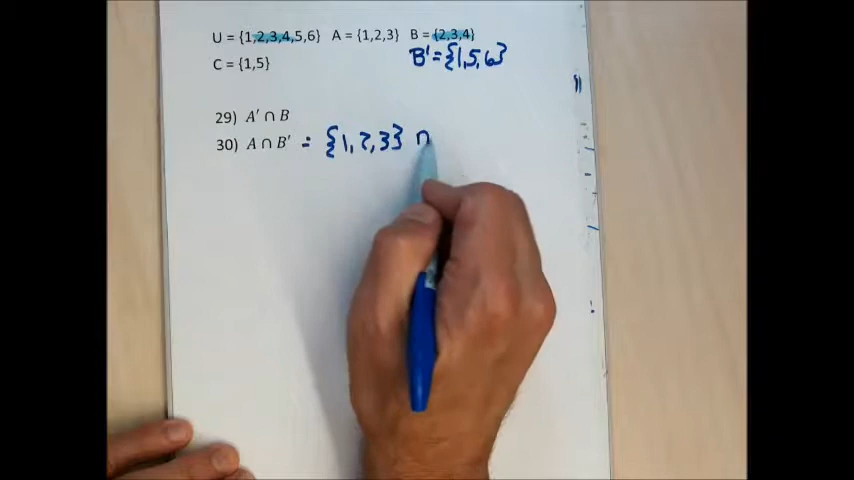 U = {1,2,3,4,5,6} A = {1,2,3} B = {2,3,4}
C = {1,5} B' = {1,5,6}
29) A′ ∩ B
30) A ∩ B′ = {1,2,3} ∩